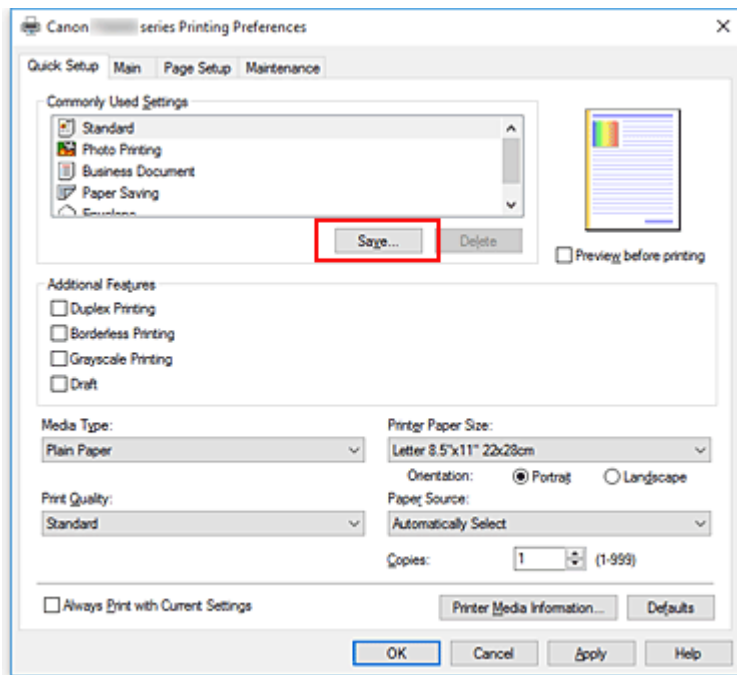 Canon series Printing Preferences
Quick Setup Main Page Setup Maintenance
Commonly Used Settings
Standard
Photo Printing
Business Document
Paper Saving
Envelope
Save... Delete
Preview before printing
Additional Features
Duplex Printing
Borderless Printing
Grayscale Printing
Draft
Media Type: Printer Paper Size:
Plain Paper Letter 8.5"x11" 22x28cm
Orientation: Portrait Landscape
Print Quality: Paper Source:
Standard Automatically Select
Copies: 1 (1-999)
Always Print with Current Settings Printer Media Information... Defaults
OK Cancel Apply Help